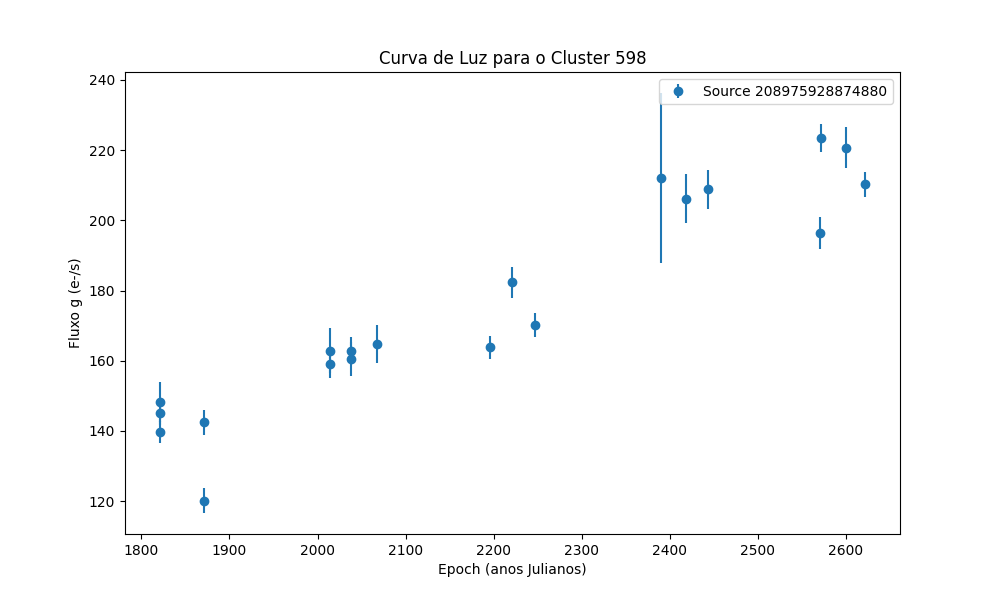 Curva de Luz para o Cluster 598
Source 208975928874880
240
220
200
180
160
140
120
Fluxo g (e-/s)
1800 1900 2000 2100 2200 2300 2400 2500 2600
Epoch (anos Julianos)